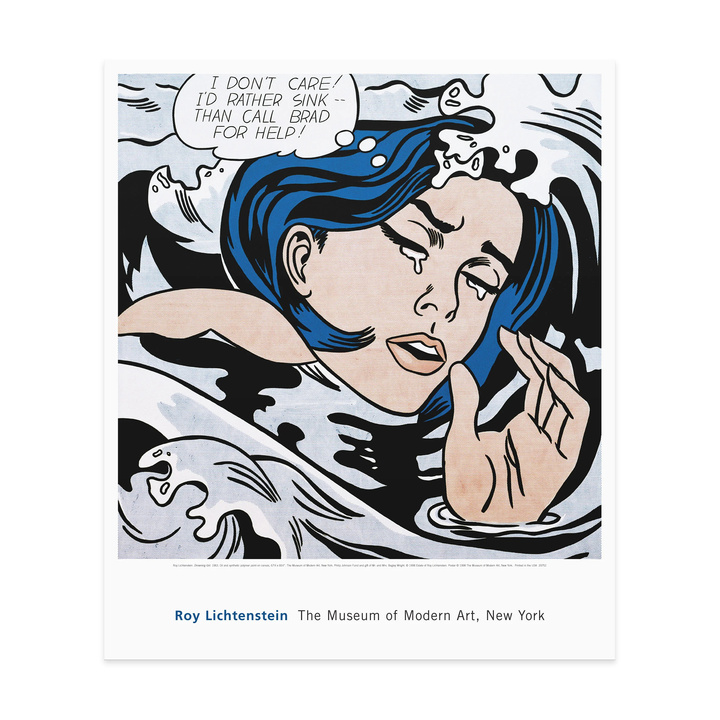 I DON'T CARE!
I'D RATHER SINK --
THAN CALL BRAD
FOR HELP!
Roy Lichtenstein The Museum of Modern Art, New York